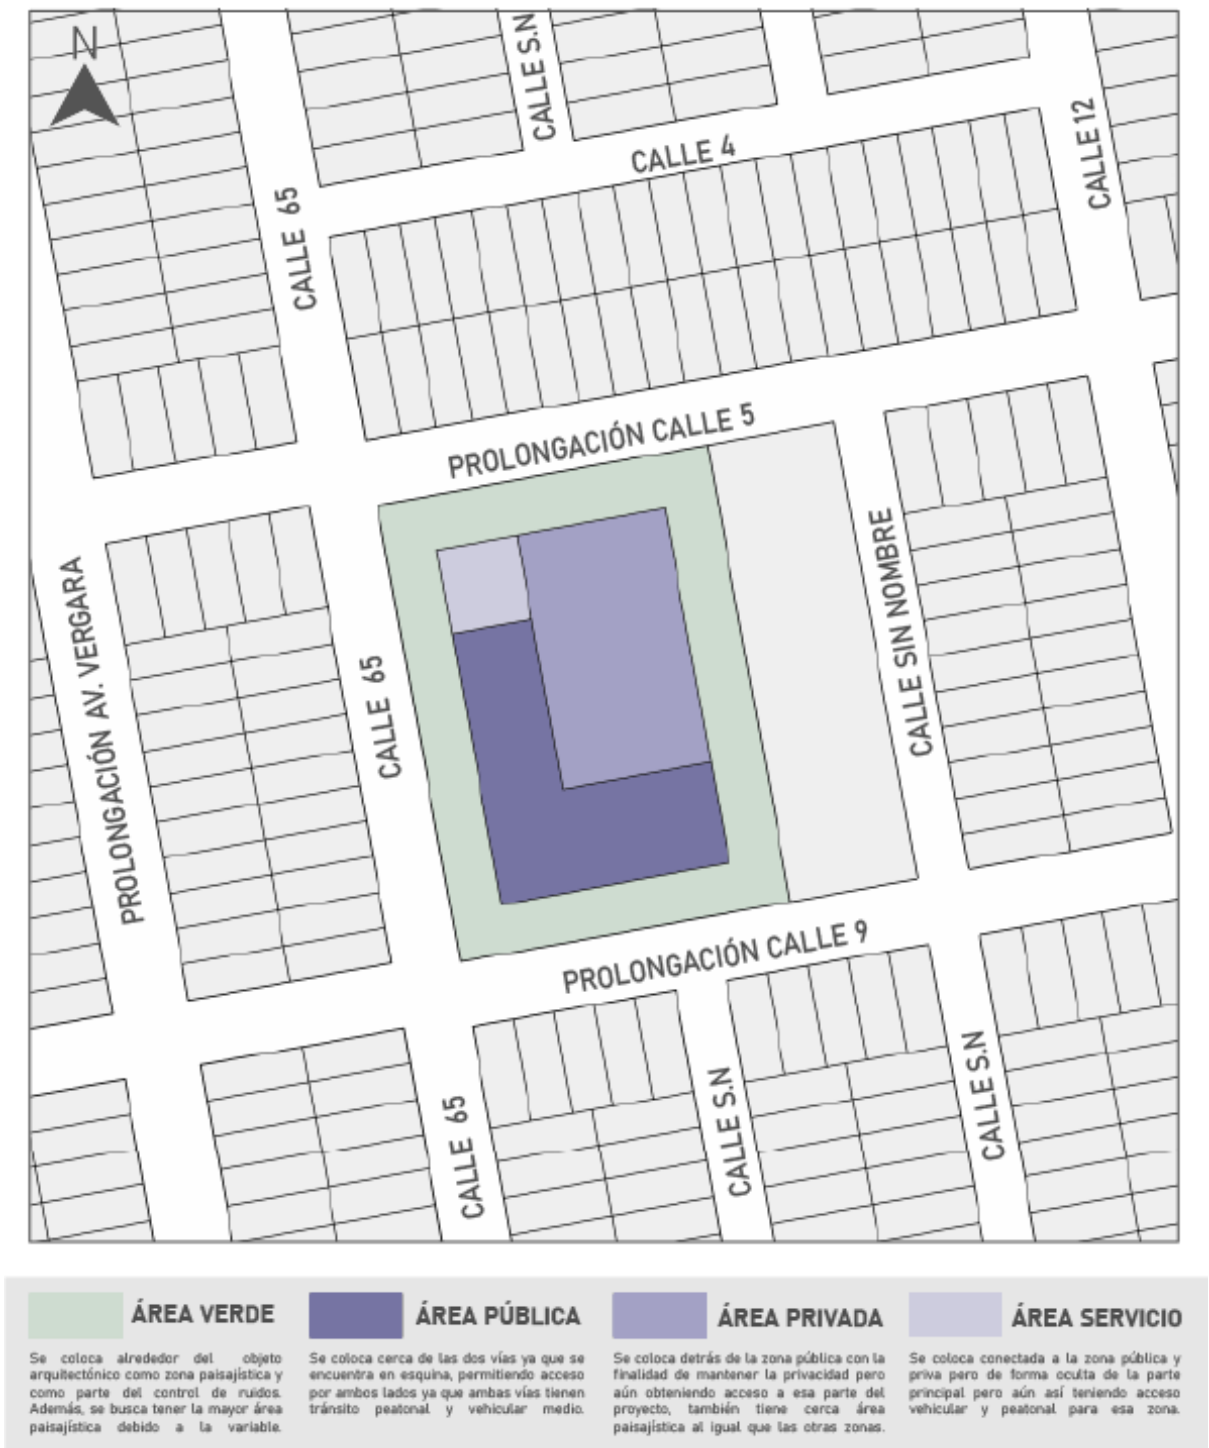 N
CALLE S.N
CALLE 4
CALLE 12
CALLE 65
PROLONGACIÓN CALLE 5
CALLE SIN NOMBRE
PROLONGACIÓN AV. VERGARA
CALLE 65
PROLONGACIÓN CALLE 9
CALLE 65
CALLE S.N
CALLE S.N
ÁREA VERDE
Se coloca alrededor del objeto
arquitectónico como zona paisajística y
como parte del control de ruidos.
Además, se busca tener la mayor área
paisajística debido a la variable.
ÁREA PÚBLICA
Se coloca cerca de las dos vías ya que se
encuentra en esquina, permitiendo acceso
por ambos lados ya que ambas vías tienen
tránsito peatonal y vehicular medio.
ÁREA PRIVADA
Se coloca detrás de la zona pública con la
finalidad de mantener la privacidad pero
aún obteniendo acceso a esa parte del
proyecto, también tiene cerca área
paisajística al igual que las otras zonas.
ÁREA SERVICIO
Se coloca conectada a la zona pública y
priva pero de forma oculta de la parte
principal pero aún así teniendo acceso
vehicular y peatonal para esa zona.